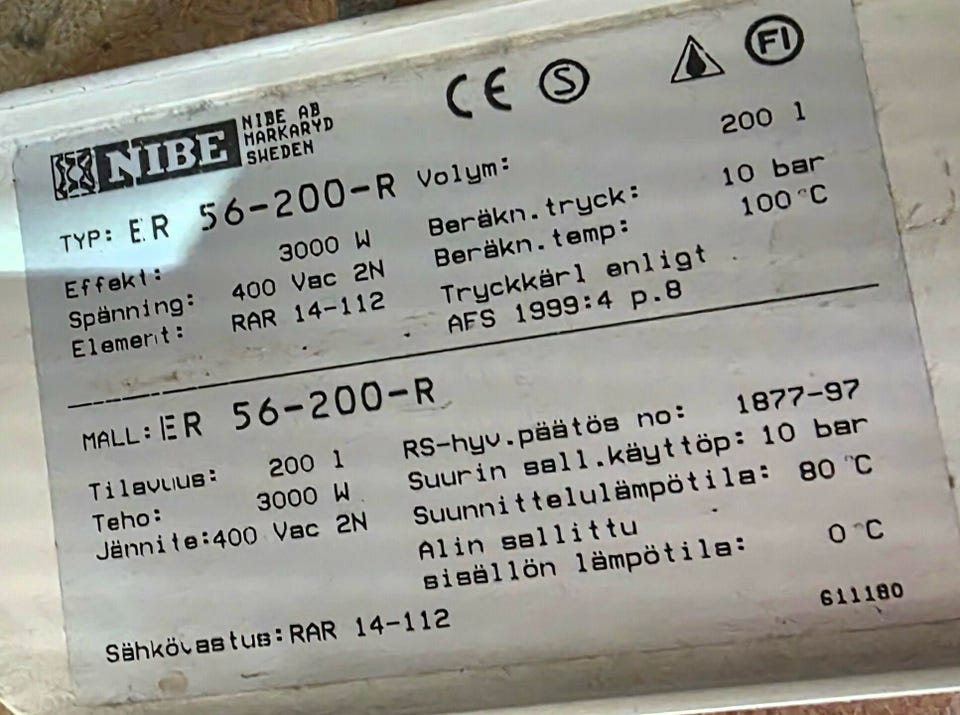 NIBE
NIBE AB
MARKARYD
SWEDEN
CE S FI
TYP: ER 56-200-R
Volym: 200 l
Effekt: 3000 W
Beräkn.tryck: 10 bar
Spänning: 400 Vac 2N
Beräkn.temp: 100°C
Element: RAR 14-112
Tryckkärl enligt
AFS 1999:4 p.8
MALL: ER 56-200-R
RS-hyv.päätös no: 1877-97
Tilavuus: 200 l
Suurin sall.käyttöp: 10 bar
Teho: 3000 W
Suunnittelulämpötila: 80 °C
Jännite:400 Vac 2N
Alin sallittu
sisällön lämpötila: 0 °C
Sähkövastus:RAR 14-112
611180